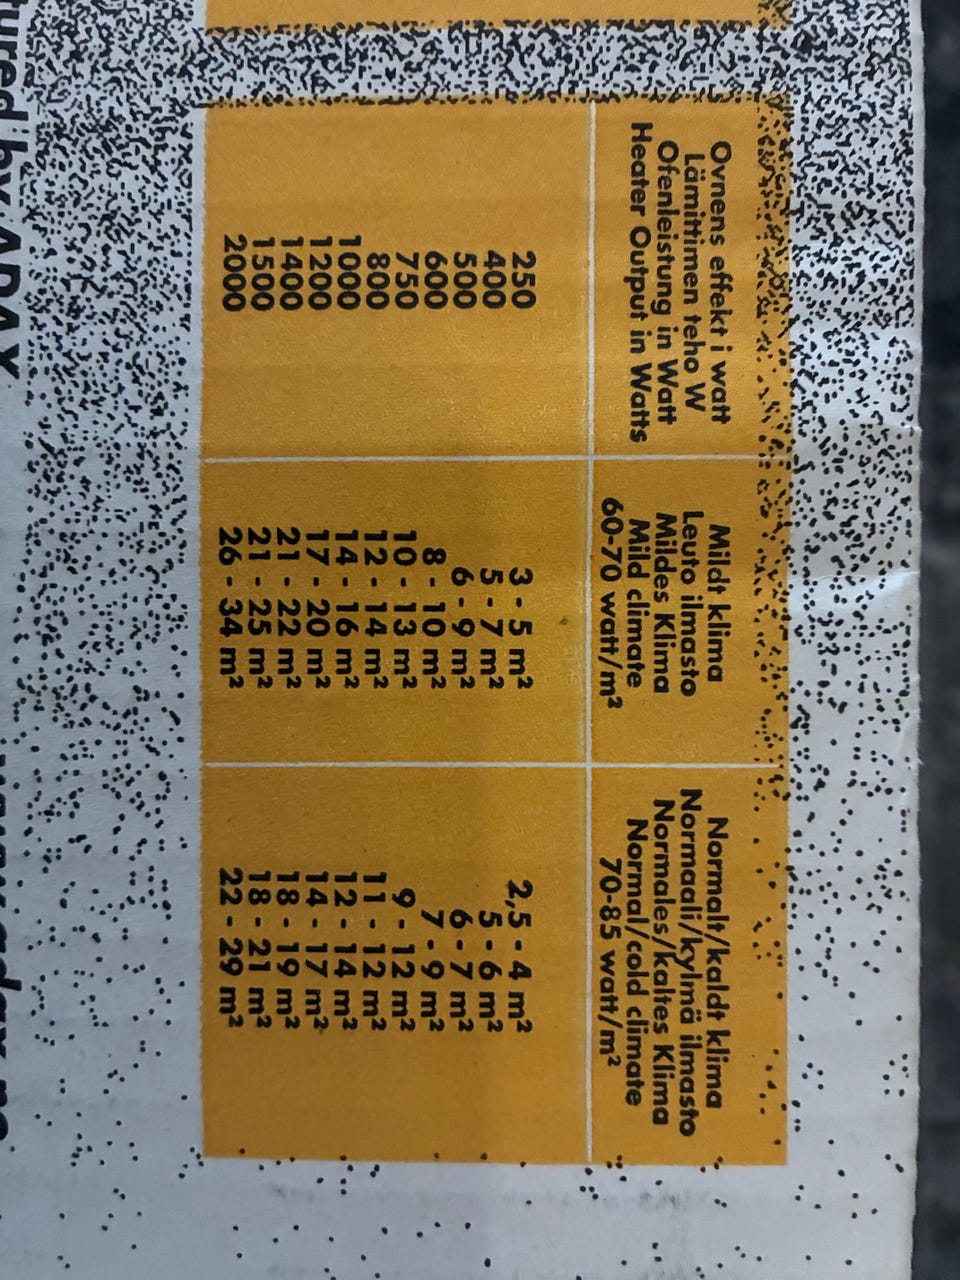 Ovnens effekt i watt
Lämittimen teho W
Ofenleistung in Watt
Heater Output in Watts
Mildt klima
Leuto ilmasto
Mildes Klima
Mild climate
60-70 watt/m²
Normalt/kaldt klima
Normaali/kylmä ilmasto
Normales/kaltes Klima
Normal/cold climate
70-85 watt/m²
250 3 - 5 m² 2,5 - 4 m²
400 5 - 7 m² 5 - 6 m²
500 6 - 9 m² 6 - 7 m²
600 8 - 10 m² 7 - 9 m²
750 10 - 13 m² 9 - 12 m²
800 12 - 14 m² 11 - 12 m²
1000 14 - 16 m² 12 - 14 m²
1200 17 - 20 m² 14 - 17 m²
1400 21 - 22 m² 18 - 19 m²
1500 21 - 25 m² 18 - 21 m²
2000 26 - 34 m² 22 - 29 m²
by ADAX